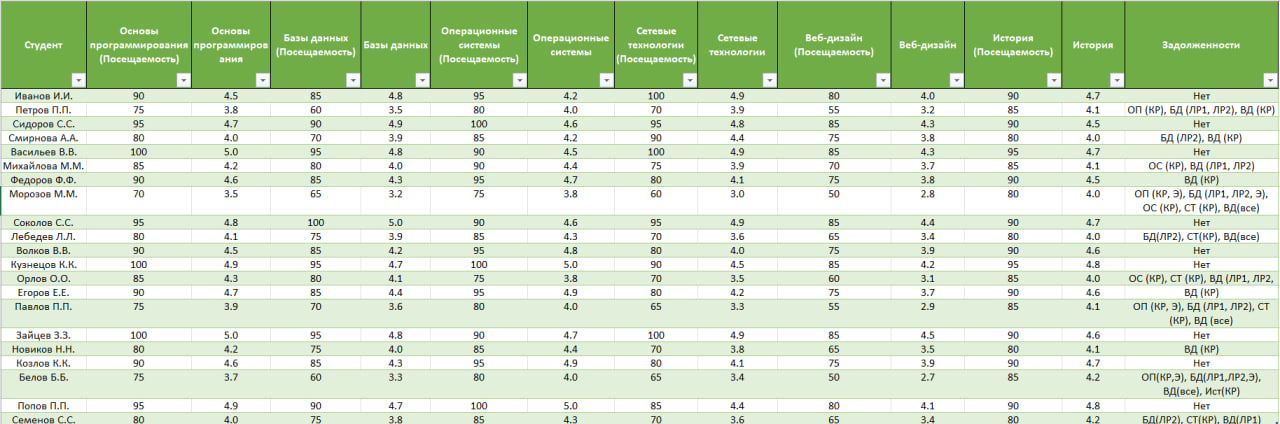 Студент Основы программирования (Посещаемость) Основы программирования Базы данных (Посещаемость) Базы данных Операционные системы (Посещаемость) Операционные системы Сетевые технологии (Посещаемость) Сетевые технологии Веб-дизайн (Посещаемость) Веб-дизайн История (Посещаемость) История Задолженности
Иванов И.И. 90 4.5 85 4.8 95 4.2 100 4.9 80 4.0 90 4.7 Нет
Петров П.П. 75 3.8 60 3.5 80 4.0 70 3.9 55 3.2 85 4.1 ОП (КР), БД (ЛР1, ЛР2), ВД (КР)
Сидоров С.С. 95 4.7 90 4.9 100 4.6 95 4.8 85 4.3 90 4.5 Нет
Смирнова А.А. 80 4.0 70 3.9 85 4.2 90 4.4 75 3.8 80 4.0 БД (ЛР2), ВД (КР)
Васильев В.В. 100 5.0 95 4.8 90 4.5 100 4.9 85 4.3 95 4.7 Нет
Михайлова М.М. 85 4.2 80 4.0 90 4.4 75 3.9 70 3.7 85 4.1 ОС (КР), ВД (ЛР1, ЛР2)
Федоров Ф.Ф. 90 4.6 85 4.3 95 4.7 80 4.1 75 3.8 90 4.5 ВД (КР)
Морозов М.М. 70 3.5 65 3.2 75 3.8 60 3.0 50 2.8 80 4.0 ОП (КР, Э), БД (ЛР1, ЛР2, Э),
ОС (КР), СТ (КР), ВД(все)
Соколов С.С. 95 4.8 100 5.0 90 4.6 95 4.9 85 4.4 90 4.7 Нет
Лебедев Л.Л. 80 4.1 75 3.9 85 4.3 70 3.6 65 3.4 80 4.0 БД(ЛР2), СТ(КР), ВД(все)
Волков В.В. 90 4.5 85 4.2 95 4.8 80 4.0 75 3.9 90 4.6 Нет
Кузнецов К.К. 100 4.9 95 4.7 100 5.0 90 4.5 85 4.2 95 4.8 Нет
Орлов О.О. 85 4.3 80 4.1 75 3.8 70 3.5 60 3.1 85 4.0 ОС (КР), СТ (КР), ВД (ЛР1, ЛР2,
Егоров Е.Е. 90 4.7 85 4.4 95 4.9 80 4.2 75 3.7 90 4.6 ВД (КР)
Павлов П.П. 75 3.9 70 3.6 80 4.0 65 3.3 55 2.9 85 4.1 ОП (КР, Э), БД (ЛР1, ЛР2), СТ
(КР), ВД (все)
Зайцев З.З. 100 5.0 95 4.8 90 4.7 100 4.9 85 4.5 90 4.6 Нет
Новиков Н.Н. 80 4.2 75 4.0 85 4.4 70 3.8 65 3.5 80 4.1 ВД (КР)
Козлов К.К. 90 4.6 85 4.3 95 4.9 80 4.1 75 3.9 90 4.7 Нет
Белов Б.Б. 75 3.7 60 3.3 80 4.0 65 3.4 50 2.7 85 4.2 ОП(КР,Э), БД(ЛР1,ЛР2,Э),
ВД(все), Ист(КР)
Попов П.П. 95 4.9 90 4.7 100 5.0 85 4.4 80 4.1 90 4.8 Нет
Семенов С.С. 80 4.0 75 3.8 85 4.3 70 3.6 65 3.4 80 4.2 БД(ЛР2), СТ(КР), ВД(ЛР1)